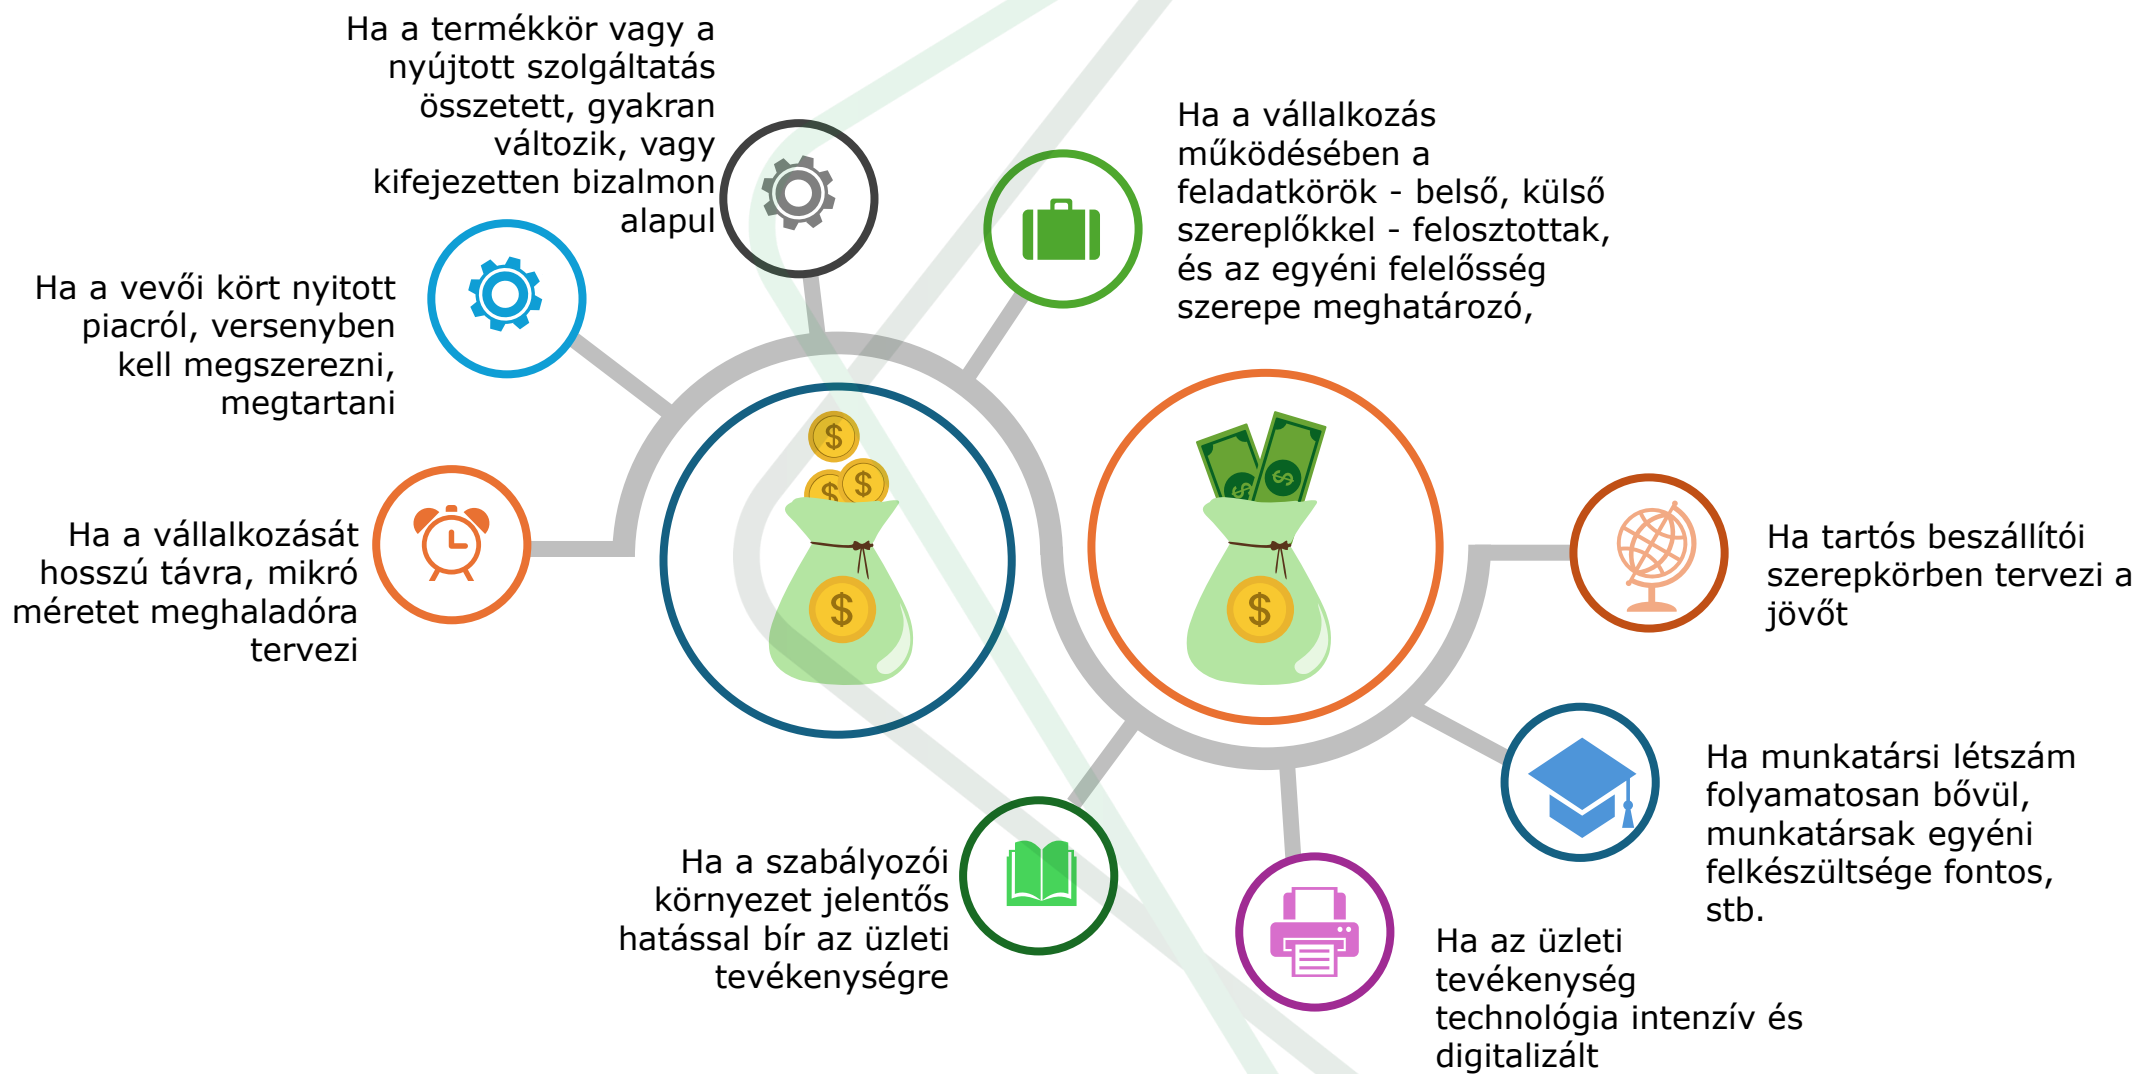 Ha a termékkör vagy a
nyújtott szolgáltatás
összetett, gyakran
változik, vagy
kifejezetten bizalmon
alapul
Ha a vállalkozás
működésében a
feladatkörök - belső, külső
szereplőkkel - felosztottak,
és az egyéni felelősség
szerepe meghatározó,
Ha a vevői kört nyitott
piacról, versenyben
kell megszerezni,
megtartani
Ha a vállalkozását
hosszú távra, mikró
méretet meghaladóra
tervezi
Ha tartós beszállítói
szerepkörben tervezi a
jövőt
Ha munkatársi létszám
folyamatosan bővül,
munkatársak egyéni
felkészültsége fontos,
stb.
Ha a szabályozói
környezet jelentős
hatással bír az üzleti
tevékenységre
Ha az üzleti
tevékenység
technológia intenzív és
digitalizált